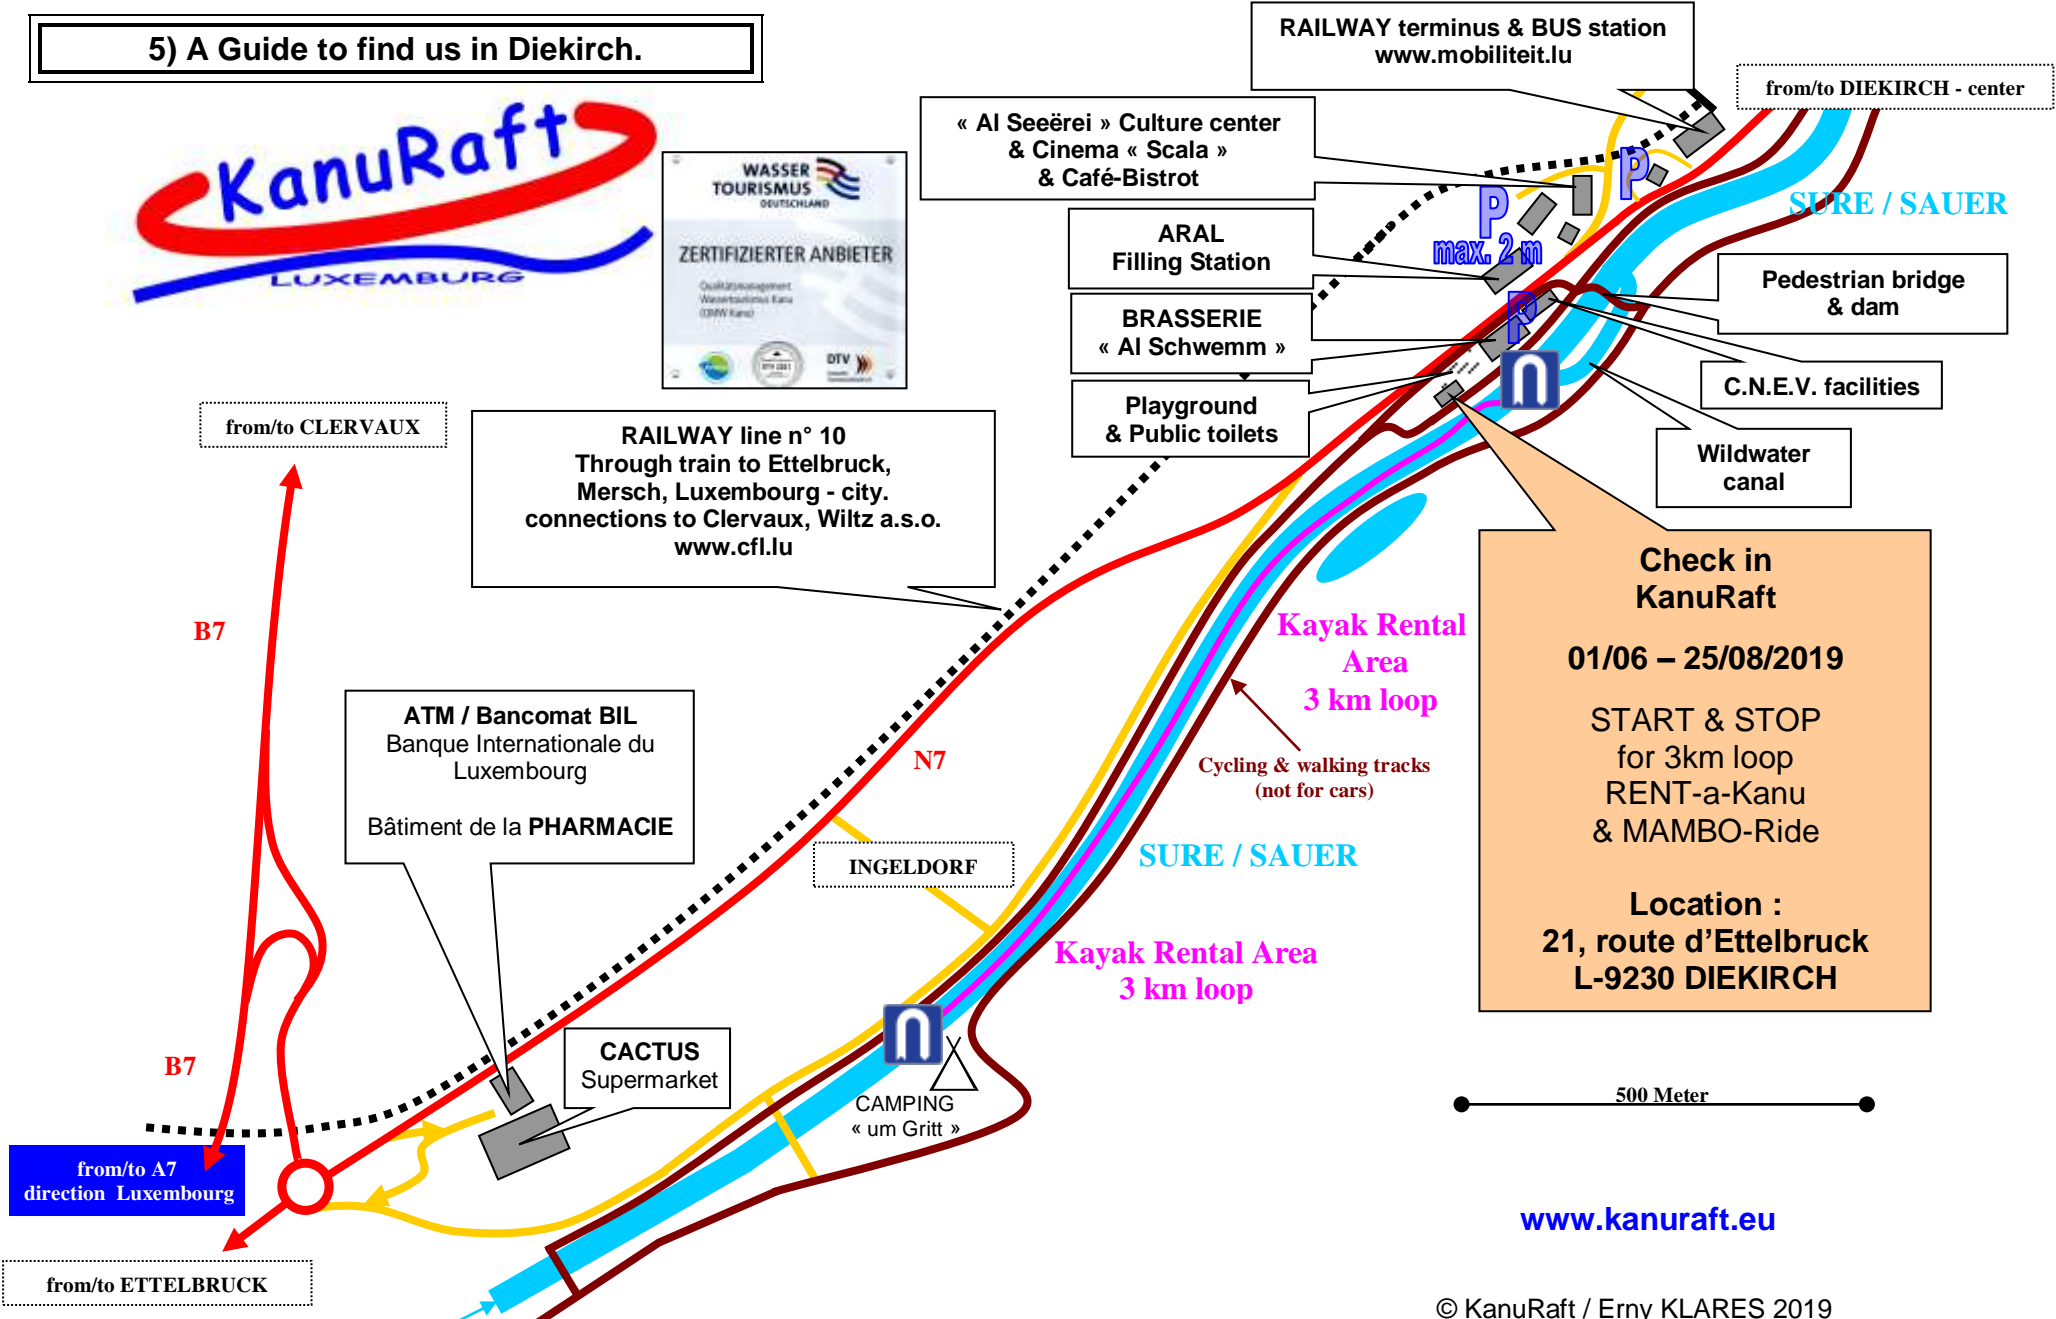 5) A Guide to find us in Diekirch.
KanuRaft
LUXEMBURG
WASSER
TOURISMUS
DEUTSCHLAND
ZERTIFIZIERTER ANBIETER
Qualitätsmanagement
Wassertourismus Kanu
(QMW Kanu)
DTV
RAILWAY terminus & BUS station
www.mobiliteit.lu
from/to DIEKIRCH - center
« Al Seeërei » Culture center
& Cinema « Scala »
& Café-Bistrot
P
P
max. 2 m
SURE / SAUER
ARAL
Filling Station
Pedestrian bridge
& dam
BRASSERIE
« Al Schwemm »
P
C.N.E.V. facilities
Playground
& Public toilets
Wildwater
canal
from/to CLERVAUX
RAILWAY line n° 10
Through train to Ettelbruck,
Mersch, Luxembourg - city.
connections to Clervaux, Wiltz a.s.o.
www.cfl.lu
B7
Kayak Rental
Area
3 km loop
Check in
KanuRaft
01/06 – 25/08/2019
START & STOP
for 3km loop
RENT-a-Kanu
& MAMBO-Ride
Location :
21, route d’Ettelbruck
L-9230 DIEKIRCH
ATM / Bancomat BIL
Banque Internationale du
Luxembourg
Bâtiment de la PHARMACIE
N7
Cycling & walking tracks
(not for cars)
INGELDORF
SURE / SAUER
Kayak Rental Area
3 km loop
B7
CACTUS
Supermarket
CAMPING
« um Gritt »
500 Meter
from/to A7
direction Luxembourg
from/to ETTELBRUCK
www.kanuraft.eu
© KanuRaft / Erny KLARES 2019